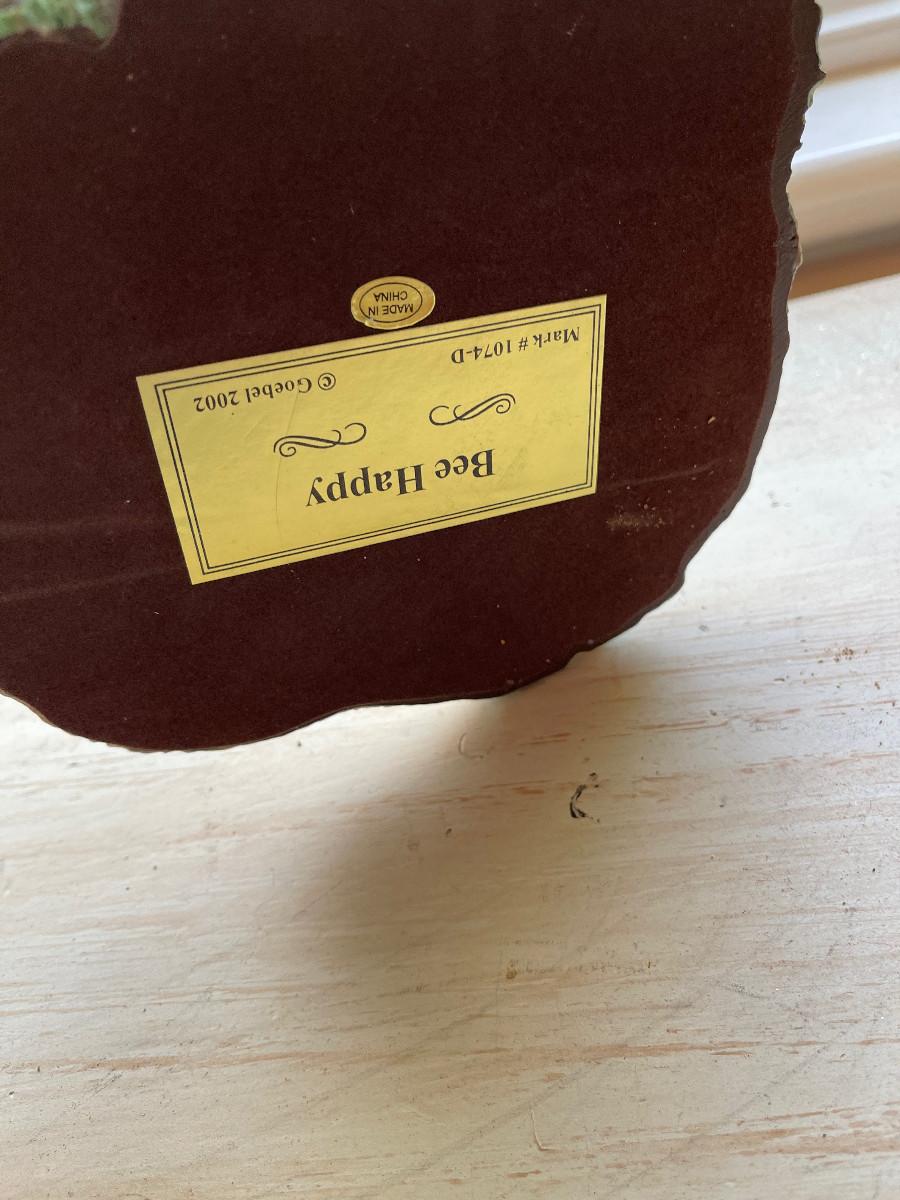 Bee Happy
Mark # 1074-D © Goebel 2002
MADE IN
CHINA